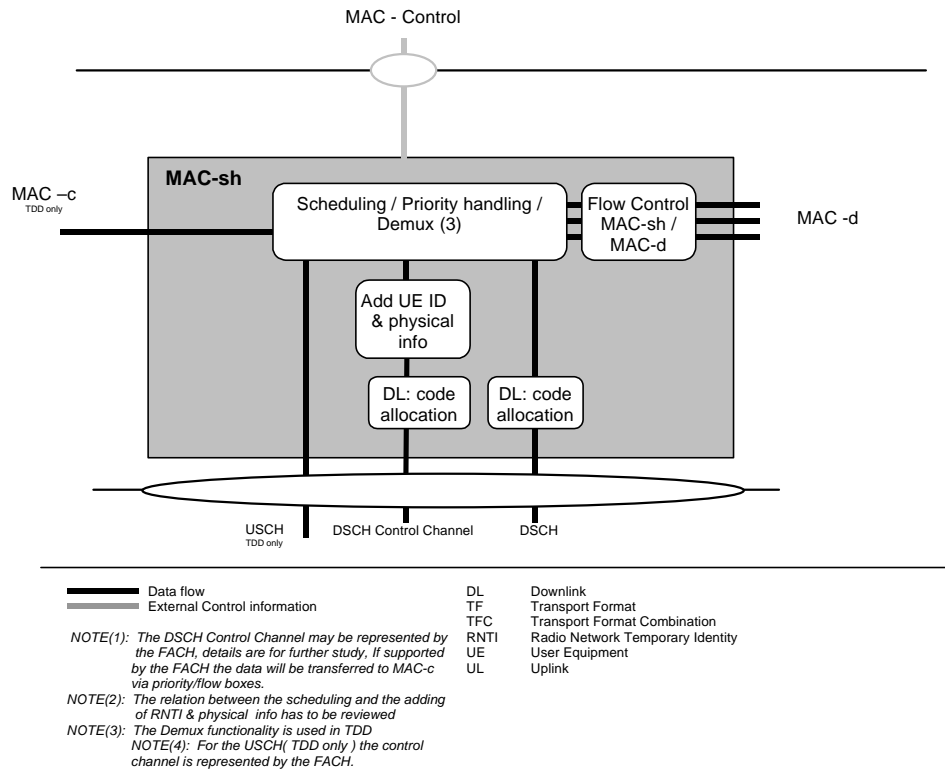 MAC - Control
MAC-sh
MAC –c
TDD only
Scheduling / Priority handling /
Demux (3)
Flow Control
MAC-sh /
MAC-d
MAC -d
Add UE ID
& physical
info
DL: code
allocation
DL: code
allocation
USCH
TDD only
DSCH Control Channel
DSCH
Data flow
External Control information
NOTE(1): The DSCH Control Channel may be represented by
the FACH, details are for further study, If supported
by the FACH the data will be transferred to MAC-c
via priority/flow boxes.
NOTE(2): The relation between the scheduling and the adding
of RNTI & physical info has to be reviewed
NOTE(3): The Demux functionality is used in TDD
NOTE(4): For the USCH( TDD only ) the control
channel is represented by the FACH.
DL Downlink
TF Transport Format
TFC Transport Format Combination
RNTI Radio Network Temporary Identity
UE User Equipment
UL Uplink